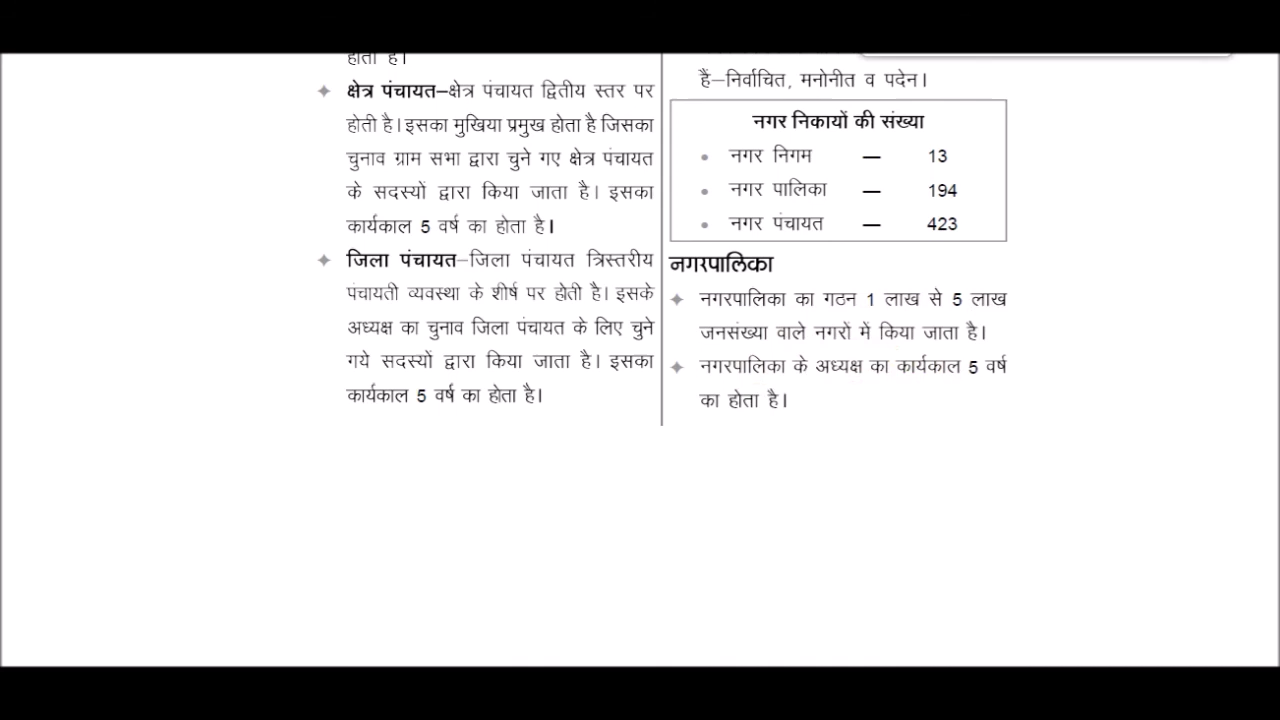 होता है।
✦ क्षेत्र पंचायत–क्षेत्र पंचायत द्वितीय स्तर पर
होती है। इसका मुखिया प्रमुख होता है जिसका
चुनाव ग्राम सभा द्वारा चुने गए क्षेत्र पंचायत
के सदस्यों द्वारा किया जाता है। इसका
कार्यकाल 5 वर्ष का होता है।
✦ जिला पंचायत–जिला पंचायत त्रिस्तरीय
पंचायती व्यवस्था के शीर्ष पर होती है। इसके
अध्यक्ष का चुनाव जिला पंचायत के लिए चुने
गये सदस्यों द्वारा किया जाता है। इसका
कार्यकाल 5 वर्ष का होता है।
हैं–निर्वाचित, मनोनीत व पदेन।
नगर निकायों की संख्या
• नगर निगम — 13
• नगर पालिका — 194
• नगर पंचायत — 423
नगरपालिका
✦ नगरपालिका का गठन 1 लाख से 5 लाख
जनसंख्या वाले नगरों में किया जाता है।
✦ नगरपालिका के अध्यक्ष का कार्यकाल 5 वर्ष
का होता है।